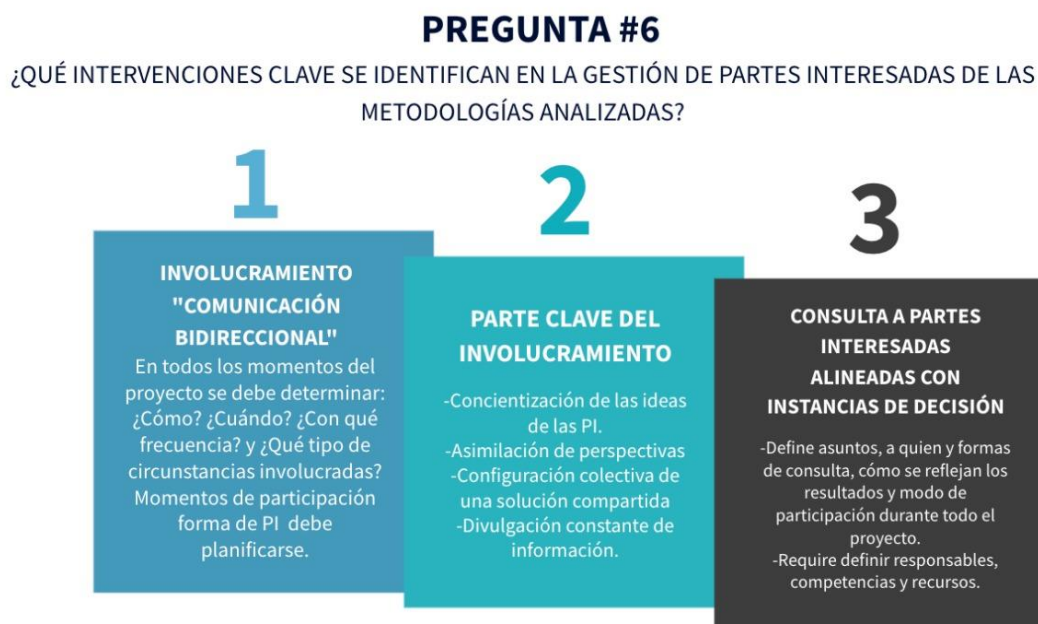 PREGUNTA #6
¿QUÉ INTERVENCIONES CLAVE SE IDENTIFICAN EN LA GESTIÓN DE PARTES INTERESADAS DE LAS
METODOLOGÍAS ANALIZADAS?
1
INVOLUCRAMIENTO
"COMUNICACIÓN
BIDIRECCIONAL"
En todos los momentos del
proyecto se debe determinar:
¿Cómo? ¿Cuándo? ¿Con qué
frecuencia? y ¿Qué tipo de
circunstancias involucradas?
Momentos de participación
forma de PI debe
planificarse.
2
PARTE CLAVE DEL
INVOLUCRAMIENTO
-Concientización de las ideas
de las PI.
-Asimilación de perspectivas
-Configuración colectiva de
una solución compartida
-Divulgación constante de
información.
3
CONSULTA A PARTES
INTERESADAS
ALINEADAS CON
INSTANCIAS DE DECISIÓN
-Define asuntos, a quien y formas
de consulta, cómo se reflejan los
resultados y modo de
participación durante todo el
proyecto.
-Require definir responsables,
competencias y recursos.